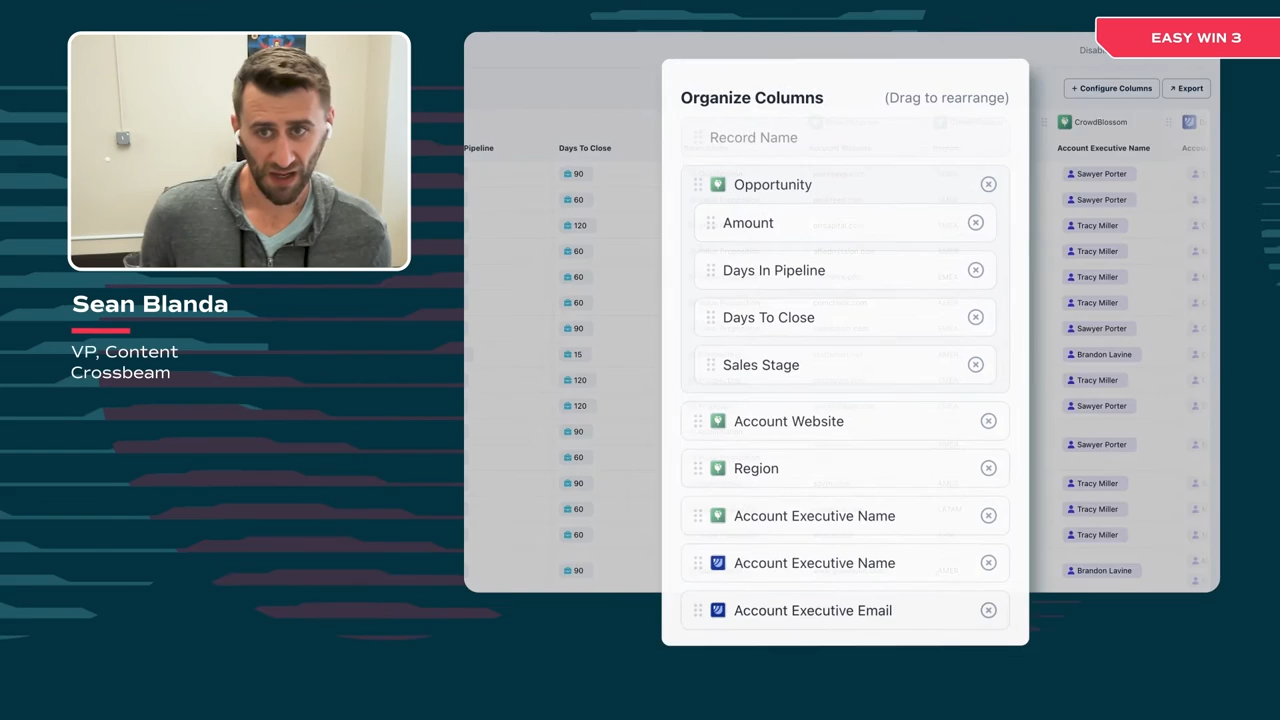 EASY WIN 3
Sean Blanda
VP, Content
Crossbeam
+ Configure Columns
Export
CrowdBlossom
Pipeline
Days To Close
Account Executive Name
90
60
120
60
60
60
90
15
120
120
90
60
90
60
60
90
Sawyer Porter
Sawyer Porter
Tracy Miller
Tracy Miller
Tracy Miller
Tracy Miller
Sawyer Porter
Brandon Lavine
Tracy Miller
Sawyer Porter
Sawyer Porter
Tracy Miller
Tracy Miller
Tracy Miller
Brandon Lavine
Organize Columns (Drag to rearrange)
Record Name
Opportunity
Amount
Days In Pipeline
Days To Close
Sales Stage
Account Website
Region
Account Executive Name
Account Executive Name
Account Executive Email